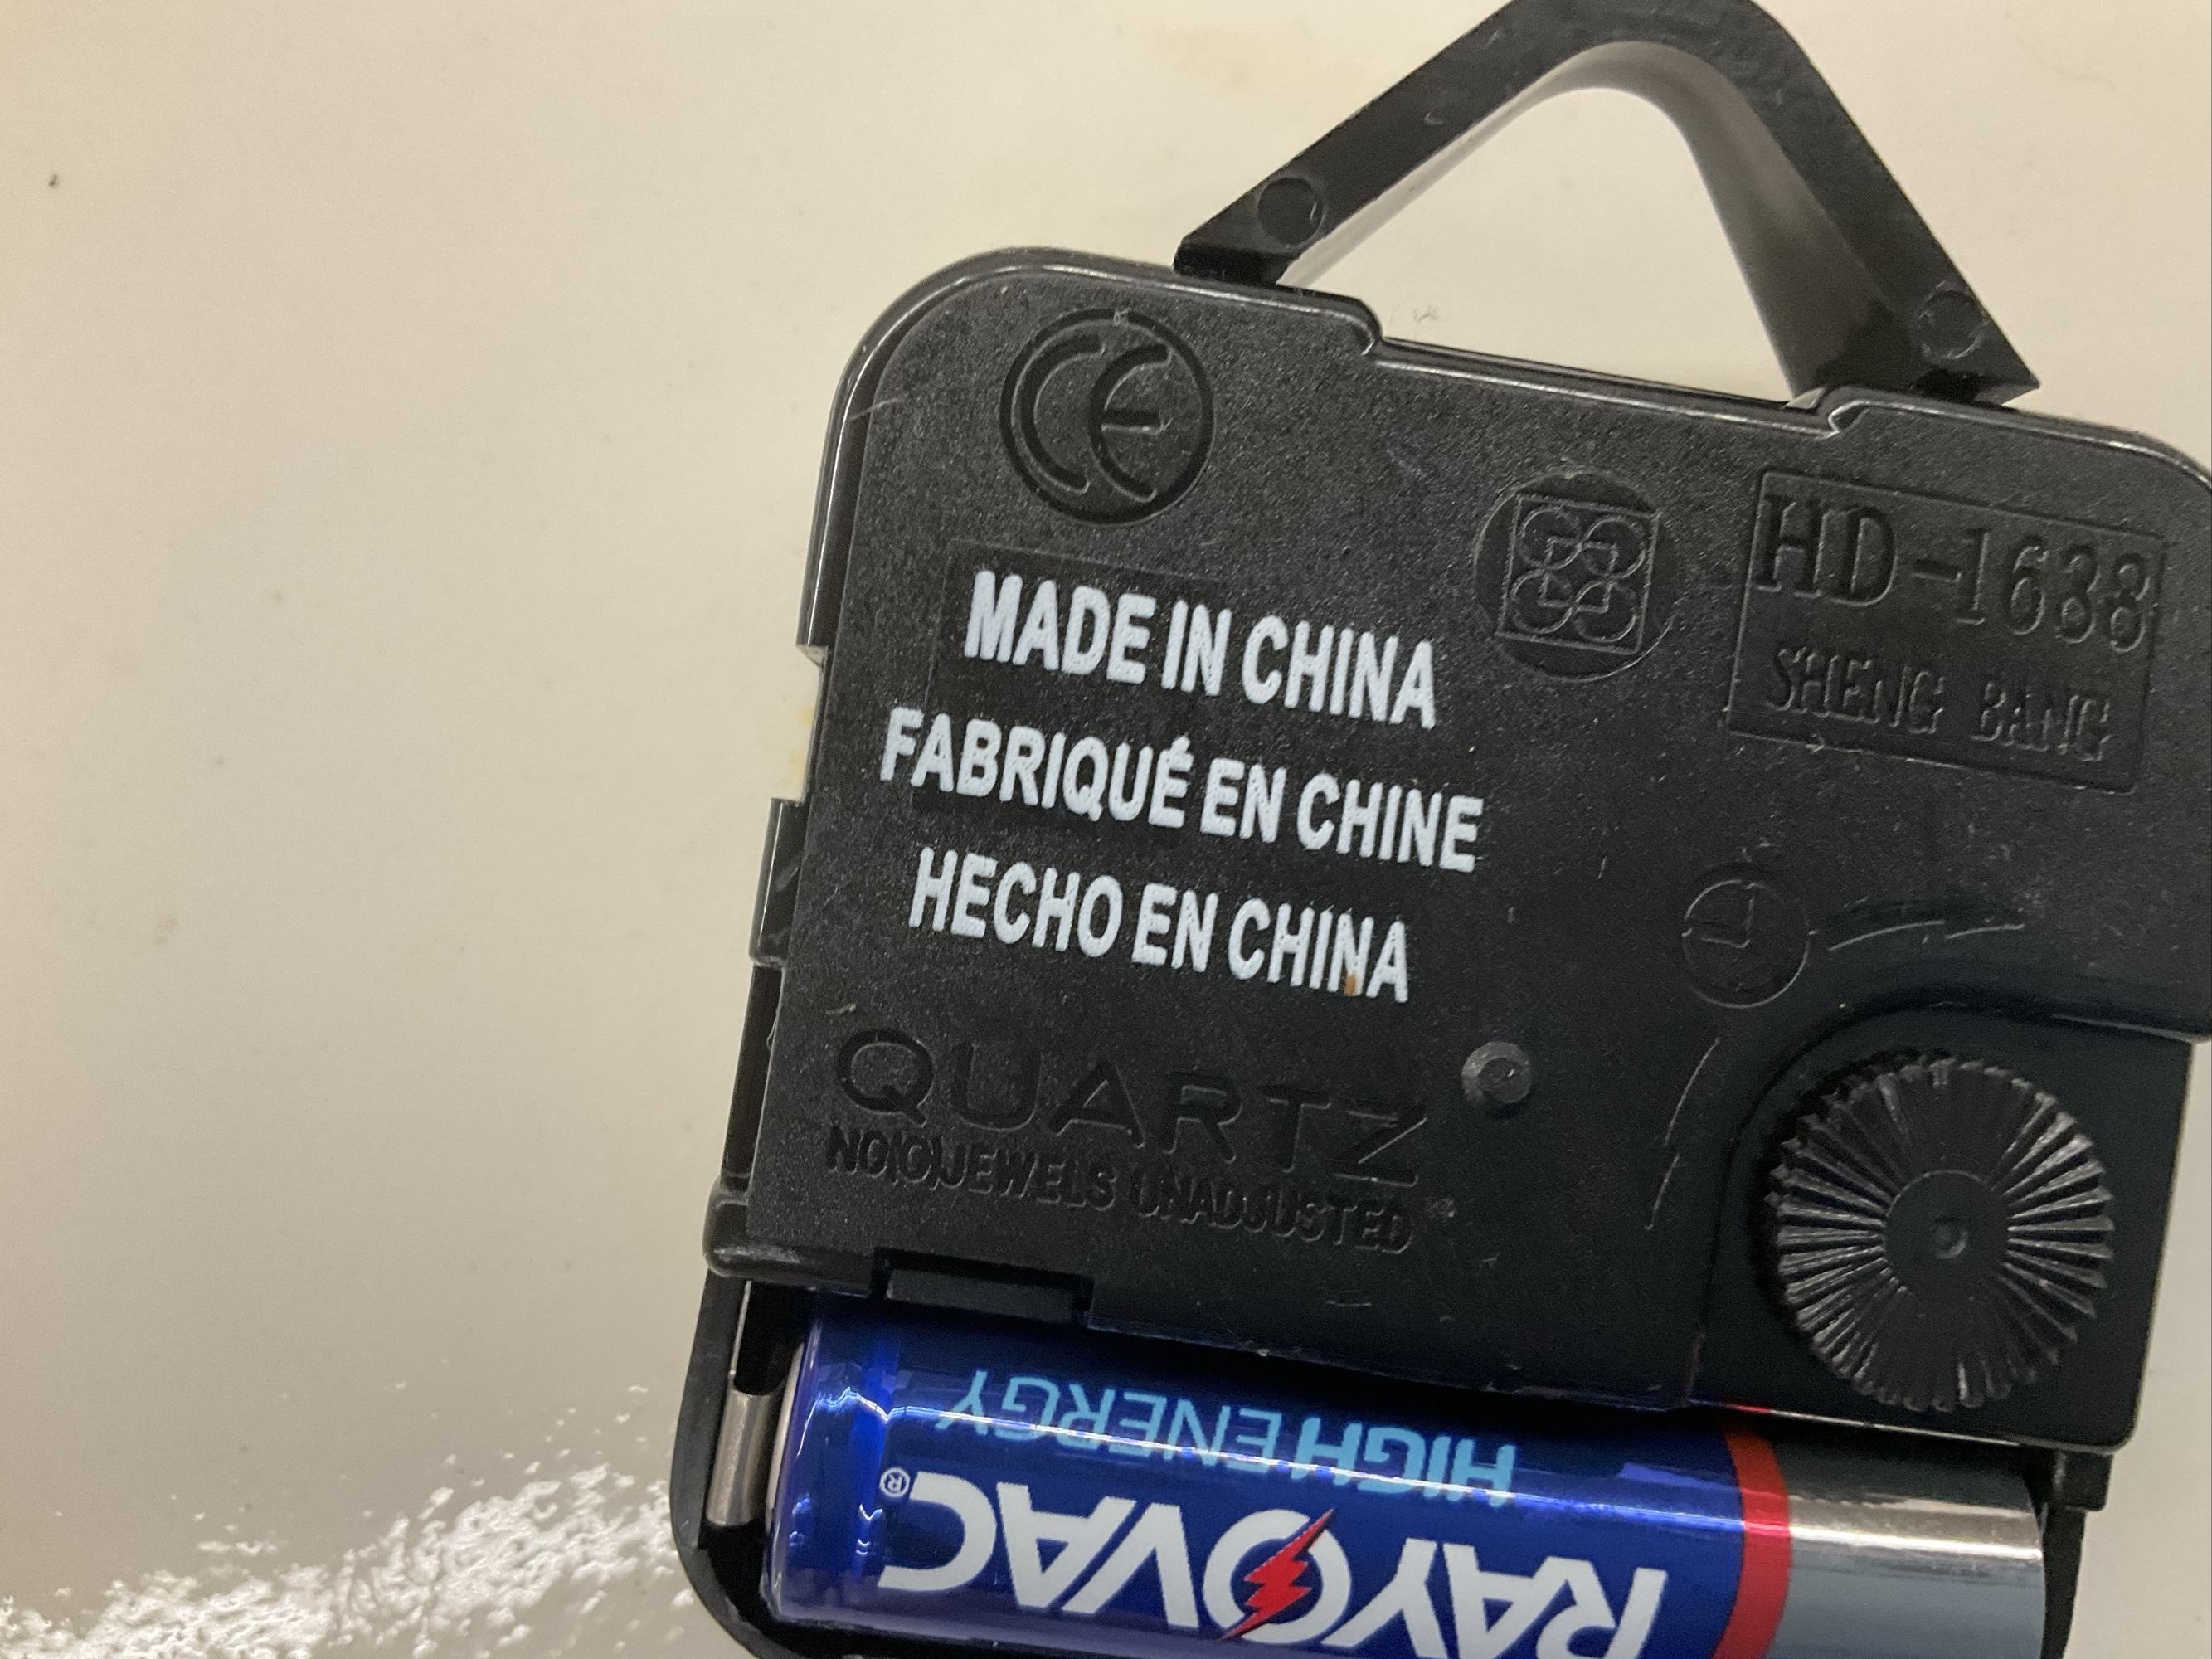 CE
HD-1688
SHENG BANG
MADE IN CHINA
FABRIQUÉ EN CHINE
HECHO EN CHINA
QUARTZ
NO(O)JEWELS UNADJUSTED
RAYOVAC®
HIGH ENERGY